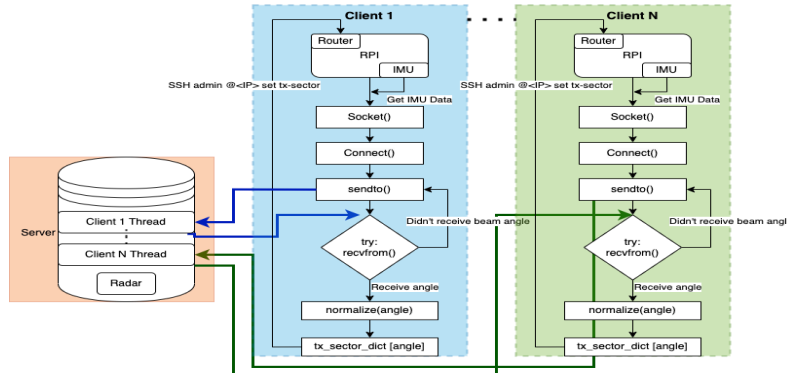 Client 1
Client N
Router
RPI
IMU
SSH admin @<IP> set tx-sector
Get IMU Data
Socket()
Connect()
sendto()
Didn't receive beam angle
try:
recvfrom()
Receive angle
normalize(angle)
tx_sector_dict [angle]
Router
RPI
IMU
SSH admin @<IP> set tx-sector
Get IMU Data
Socket()
Connect()
sendto()
Didn't receive beam angl
try:
recvfrom()
Receive angle
normalize(angle)
tx_sector_dict [angle]
Server
Client 1 Thread
Client N Thread
Radar